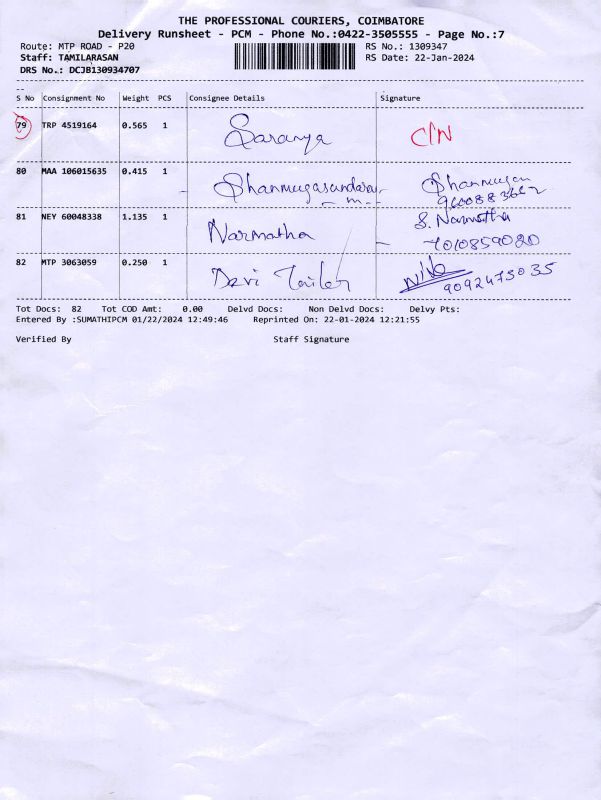 THE PROFESSIONAL COURIERS, COIMBATORE
Delivery Runsheet - PCM - Phone No.:0422-3505555 - Page No.:7
Route: MTP ROAD - P20 RS No.: 1309347
Staff: TAMILARASAN RS Date: 22-Jan-2024
DRS No.: DCJB130934707
S No Consignment No Weight PCS Consignee Details Signature
79 TRP 4519164 0.565 1 Saranya C/N
80 MAA 106015635 0.415 1 Shanmugasundaram Shanmugam
81 NEY 60048338 1.135 1 Narmatha S. Narmatha
7010859020
82 MTP 3063059 0.250 1 Devi Tailor
9092475035
Tot Docs: 82 Tot COD Amt: 0.00 Delvd Docs: Non Delvd Docs: Delvy Pts:
Entered By :SUMATHIPCM 01/22/2024 12:49:46 Reprinted On: 22-01-2024 12:21:55
Verified By Staff Signature